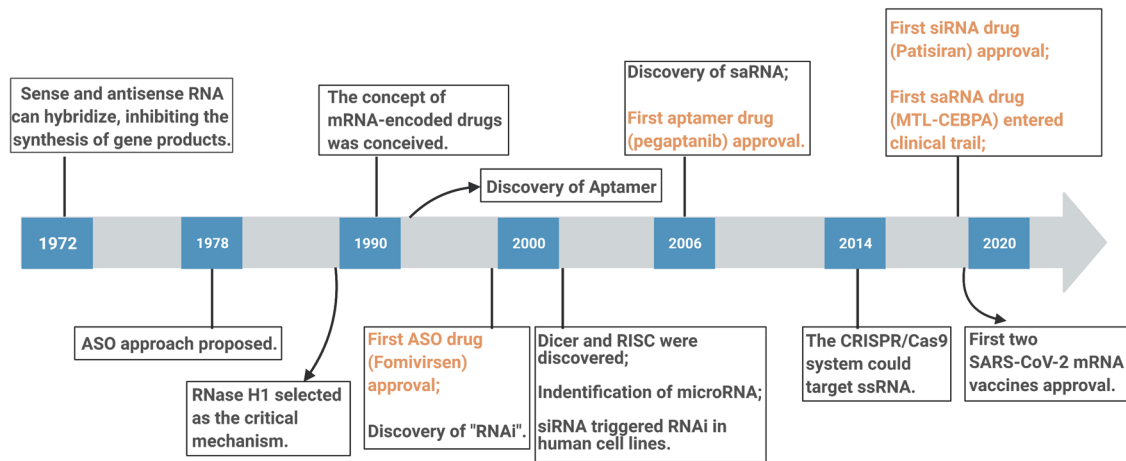 Sense and antisense RNA
can hybridize, inhibiting the
synthesis of gene products.
The concept of
mRNA-encoded drugs
was conceived.
Discovery of Aptamer
Discovery of saRNA;
First aptamer drug
(pegaptanib) approval.
First siRNA drug
(Patisiran) approval;
First saRNA drug
(MTL-CEBPA) entered
clinical trail;
1972
1978
1990
2000
2006
2014
2020
ASO approach proposed.
RNase H1 selected
as the critical
mechanism.
First ASO drug
(Fomivirsen)
approval;
Discovery of "RNAi".
Dicer and RISC were
discovered;
Indentification of microRNA;
siRNA triggered RNAi in
human cell lines.
The CRISPR/Cas9
system could
target ssRNA.
First two
SARS-CoV-2 mRNA
vaccines approval.